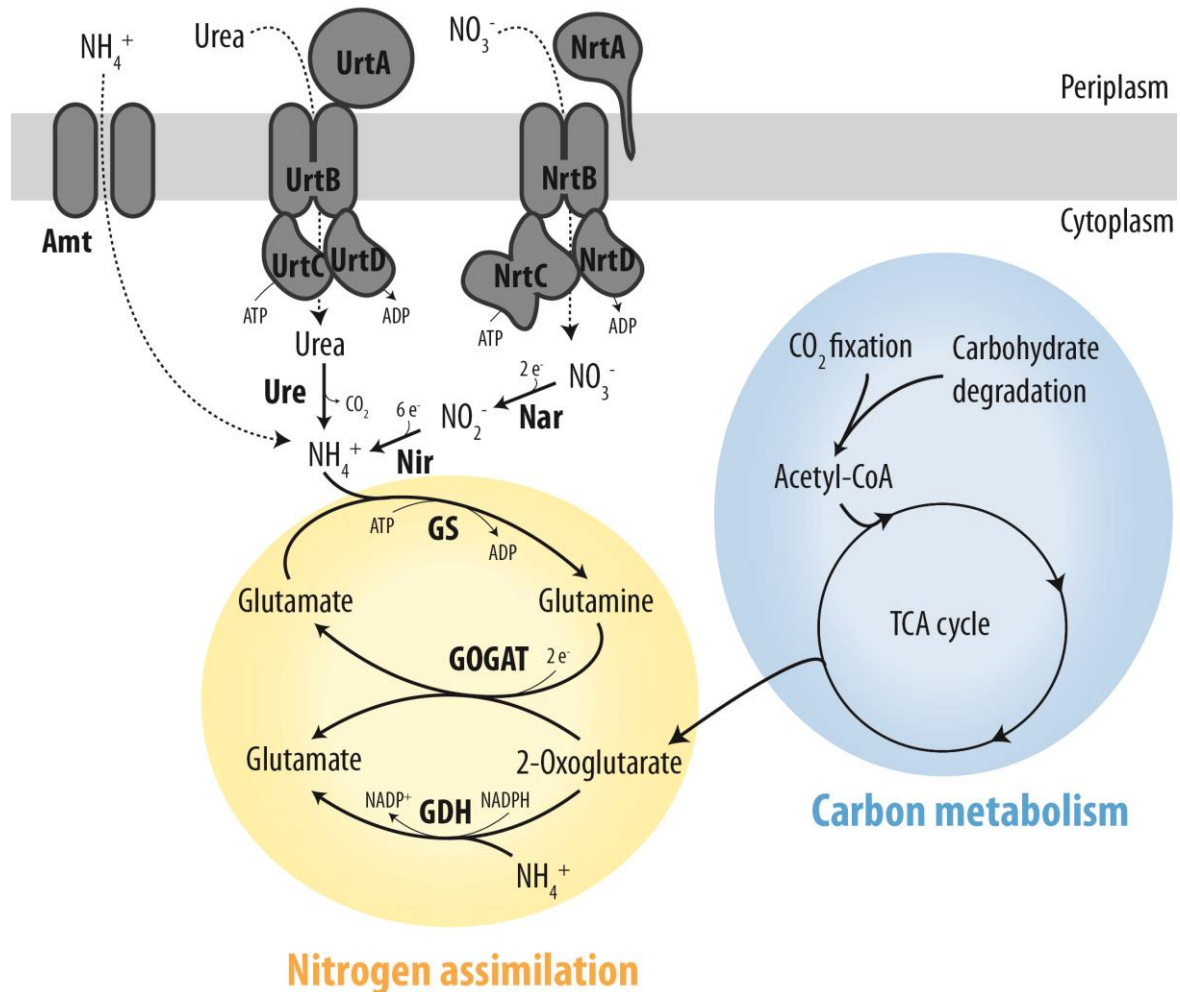 NH₄⁺
Urea
UrtA
NO₃⁻
NrtA
Periplasm
UrtB
NrtB
Cytoplasm
Amt
UrtC
UrtD
NrtC
NrtD
ATP
ADP
ATP
ADP
Urea
NO₃⁻
2 e⁻
Nar
Ure
CO₂
NO₂⁻
6 e⁻
Nir
NH₄⁺
CO₂ fixation
Carbohydrate
degradation
Acetyl-CoA
TCA cycle
ATP
GS
ADP
Glutamate
Glutamine
GOGAT
2 e⁻
Glutamate
2-Oxoglutarate
NADP⁺
GDH
NADPH
NH₄⁺
Carbon metabolism
Nitrogen assimilation